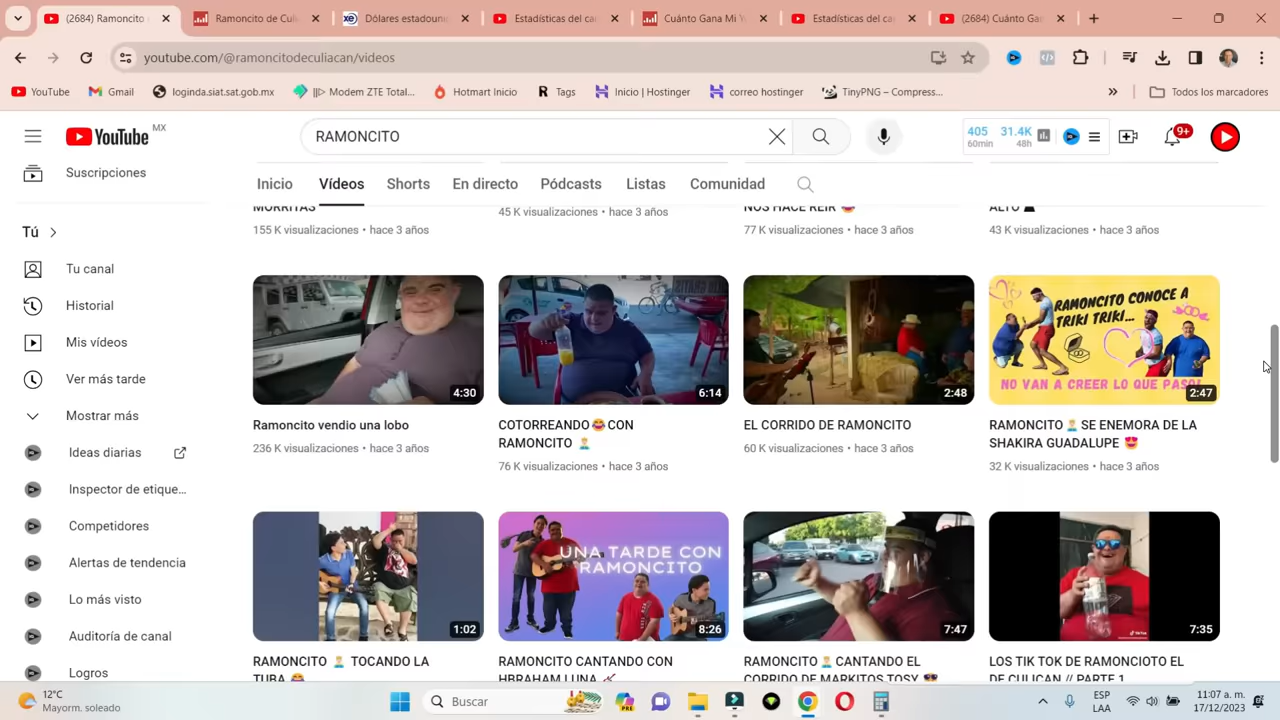 (2684) Ramoncito
Ramoncito de Culi
Dólares estadouni
Estadísticas del ca
Cuánto Gana Mi Y
Estadísticas del ca
(2684) Cuánto Ga
youtube.com/@ramoncitodeculiacan/videos
YouTube
Gmail
loginda.siat.sat.gob.mx
||> Modem ZTE Total...
Hotmart Inicio
R Tags
Inicio | Hostinger
correo hostinger
TinyPNG – Compress...
Todos los marcadores
YouTube MX
RAMONCITO
405
60min
31.4K
48h
9+
Suscripciones
Inicio
Vídeos
Shorts
En directo
Pódcasts
Listas
Comunidad
MORRITAS
NOS HACE REIR 😂
ALTO
155 K visualizaciones • hace 3 años
45 K visualizaciones • hace 3 años
77 K visualizaciones • hace 3 años
43 K visualizaciones • hace 3 años
Tú
Tu canal
Historial
Mis vídeos
Ver más tarde
Mostrar más
Ideas diarias
Inspector de etique...
Competidores
Alertas de tendencia
Lo más visto
Auditoría de canal
Logros
4:30
Ramoncito vendio una lobo
236 K visualizaciones • hace 3 años
6:14
COTORREANDO😂CON
RAMONCITO 🤦🏼‍♂️
76 K visualizaciones • hace 3 años
2:48
EL CORRIDO DE RAMONCITO
60 K visualizaciones • hace 3 años
RAMONCITO CONOCE A
TRIKI TRIKI...
NO VAN A CREER LO QUE PASO!
2:47
RAMONCITO🤦🏼‍♂️SE ENEMORA DE LA
SHAKIRA GUADALUPE 😍
32 K visualizaciones • hace 3 años
1:02
RAMONCITO 🤦🏼‍♂️ TOCANDO LA
TUBA 😂
UNA TARDE CON
RAMONCITO
8:26
RAMONCITO CANTANDO CON
HBRAHAM LUNA
7:47
RAMONCITO🤦🏼‍♂️CANTANDO EL
CORRIDO DE MARKITOS TOSY 😎
TikTok
7:35
LOS TIK TOK DE RAMONCIOTO EL
DE CULICAN // PARTE 1
12°C
Mayorm. soleado
Buscar
PRE
ESP
LAA
11:07 a. m.
17/12/2023